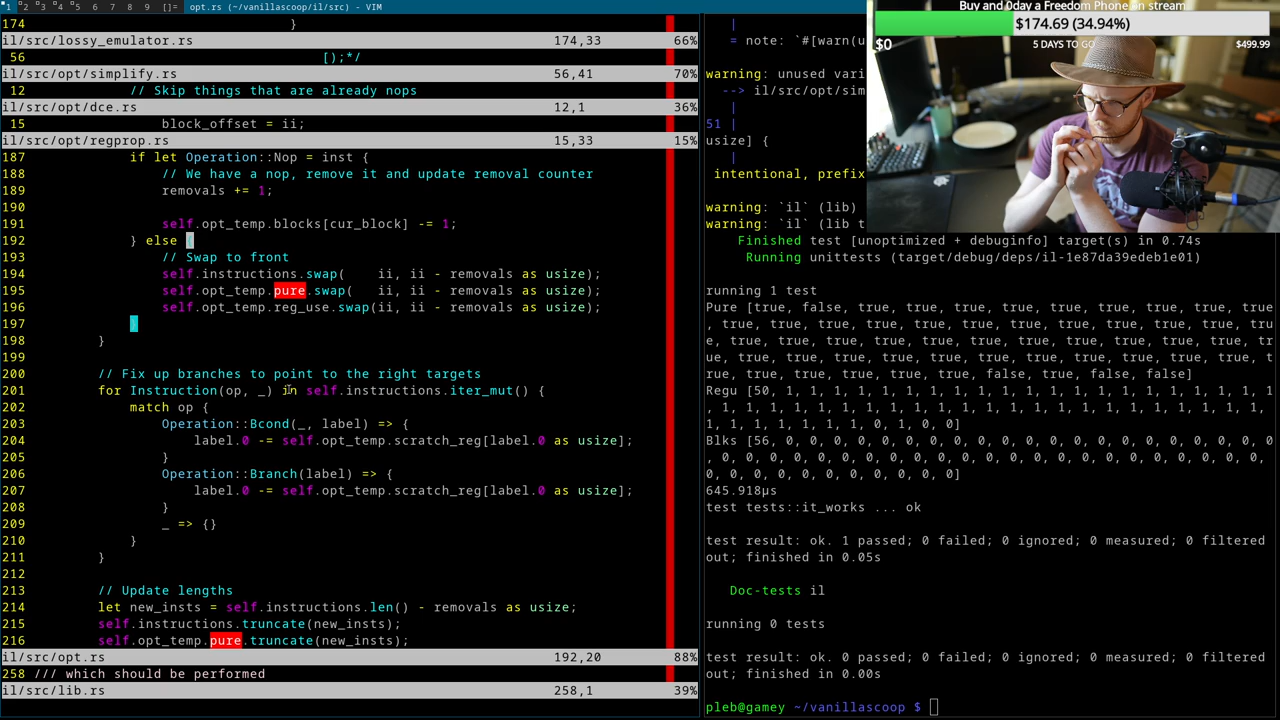 1 2 3 4 5 6 7 8 9 []= opt.rs (~/vanillascoop/il/src) - VIM
174 }
il/src/lossy_emulator.rs 174,33 66%
56 [);*/
il/src/opt/simplify.rs 56,41 70%
12 // Skip things that are already nops
il/src/opt/dce.rs 12,1 36%
15 block_offset = ii;
il/src/opt/regprop.rs 15,33 15%
187 if let Operation::Nop = inst {
188 // We have a nop, remove it and update removal counter
189 removals += 1;
190
191 self.opt_temp.blocks[cur_block] -= 1;
192 } else {
193 // Swap to front
194 self.instructions.swap( ii, ii - removals as usize);
195 self.opt_temp.pure.swap( ii, ii - removals as usize);
196 self.opt_temp.reg_use.swap(ii, ii - removals as usize);
197 }
198 }
199
200 // Fix up branches to point to the right targets
201 for Instruction(op, _) in self.instructions.iter_mut() {
202 match op {
203 Operation::Bcond(_, label) => {
204 label.0 -= self.opt_temp.scratch_reg[label.0 as usize];
205 }
206 Operation::Branch(label) => {
207 label.0 -= self.opt_temp.scratch_reg[label.0 as usize];
208 }
209 _ => {}
210 }
211 }
212
213 // Update lengths
214 let new_insts = self.instructions.len() - removals as usize;
215 self.instructions.truncate(new_insts);
216 self.opt_temp.pure.truncate(new_insts);
il/src/opt.rs 192,20 88%
258 /// which should be performed
il/src/lib.rs 258,1 39%
|
= note: `#[warn(u
warning: unused vari
--> il/src/opt/sim
|
51 |
usize] {
|
intentional, prefix
warning: `il` (lib)
warning: `il` (lib t
Finished test [unoptimized + debuginfo] target(s) in 0.74s
Running unittests (target/debug/deps/il-1e87da39edeb1e01)
running 1 test
Pure [true, false, true, true, true, true, true, true, true, true, true
, true, true, true, true, true, true, true, true, true, true, true, tru
e, true, true, true, true, true, true, true, true, true, true, true, tr
ue, true, true, true, true, true, true, true, true, true, true, true, t
rue, true, true, true, true, true, false, true, false, false]
Regu [50, 1, 1, 1, 1, 1, 1, 1, 1, 1, 1, 1, 1, 1, 1, 1, 1, 1, 1, 1, 1, 1
, 1, 1, 1, 1, 1, 1, 1, 1, 1, 1, 1, 1, 1, 1, 1, 1, 1, 1, 1, 1, 1, 1, 1,
1, 1, 1, 1, 1, 1, 1, 0, 1, 0, 0]
Blks [56, 0, 0, 0, 0, 0, 0, 0, 0, 0, 0, 0, 0, 0, 0, 0, 0, 0, 0, 0, 0, 0
, 0, 0, 0, 0, 0, 0, 0, 0, 0, 0, 0, 0, 0, 0, 0, 0, 0, 0, 0, 0, 0, 0, 0,
0, 0, 0, 0, 0, 0, 0, 0, 0, 0, 0]
645.918µs
test tests::it_works ... ok
test result: ok. 1 passed; 0 failed; 0 ignored; 0 measured; 0 filtered
out; finished in 0.05s
Doc-tests il
running 0 tests
test result: ok. 0 passed; 0 failed; 0 ignored; 0 measured; 0 filtered
out; finished in 0.00s
pleb@gamey ~/vanillascoop $
Buy and 0day a Freedom Phone on stream
$174.69 (34.94%)
$0 5 DAYS TO GO $499.99